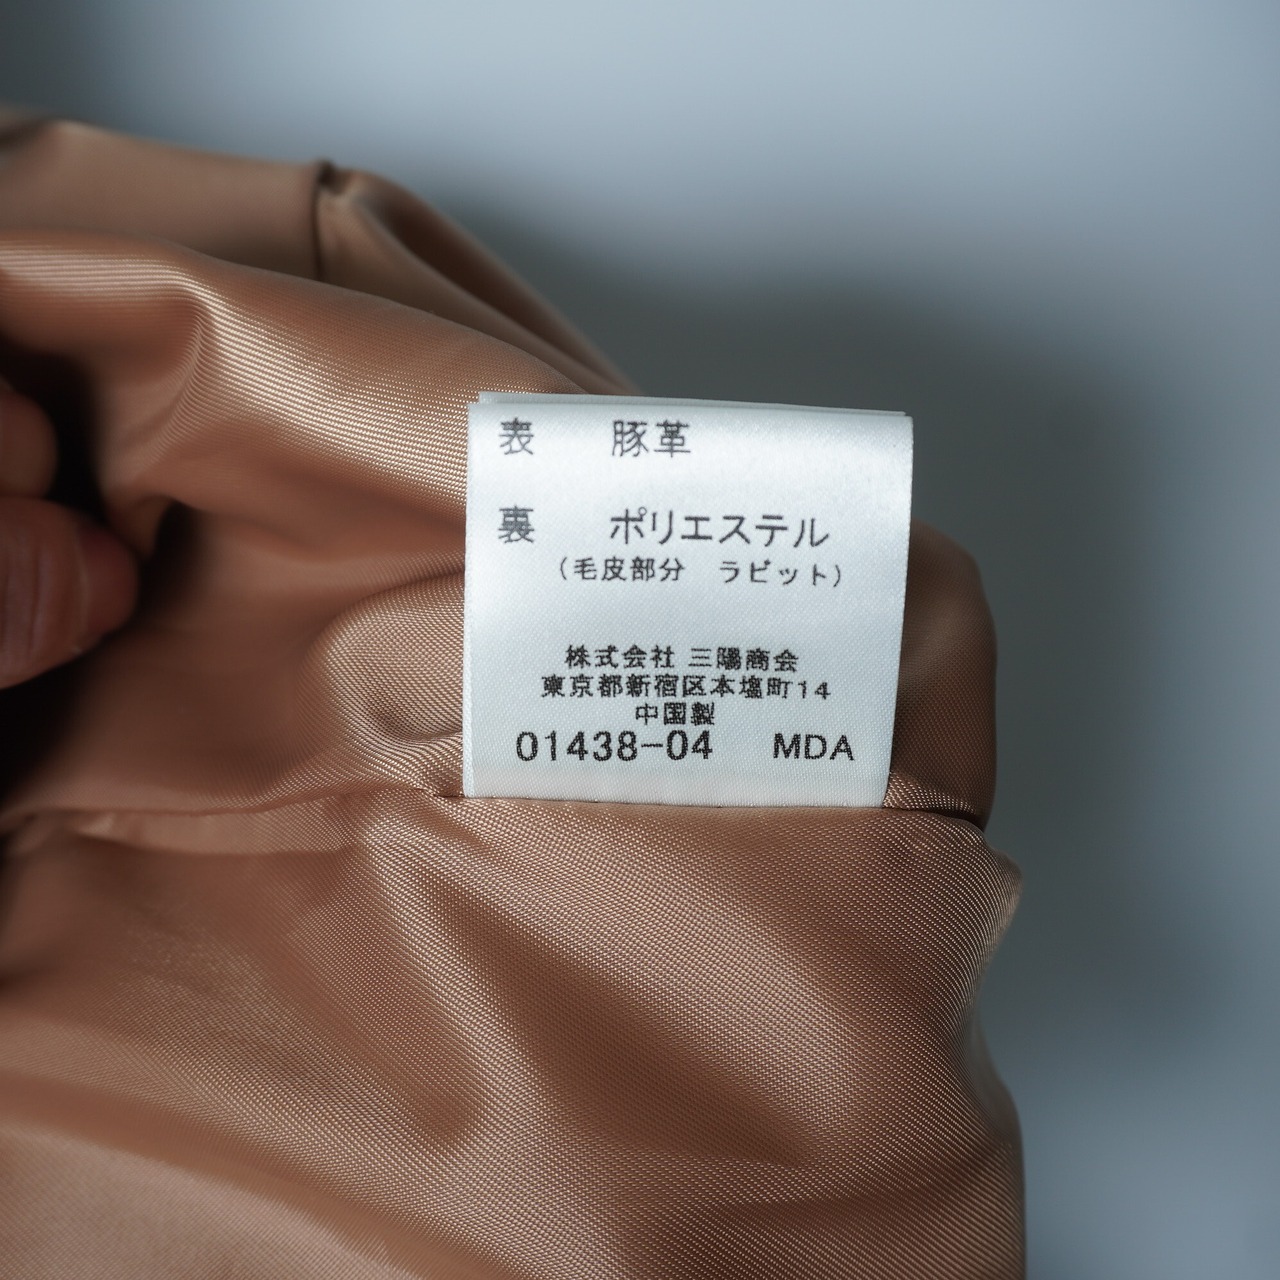 表 豚革
裏 ポリエステル
(毛皮部分 ラビット)
株式会社 三陽商会
東京都新宿区本塩町14
中国製
01438-04 MDA